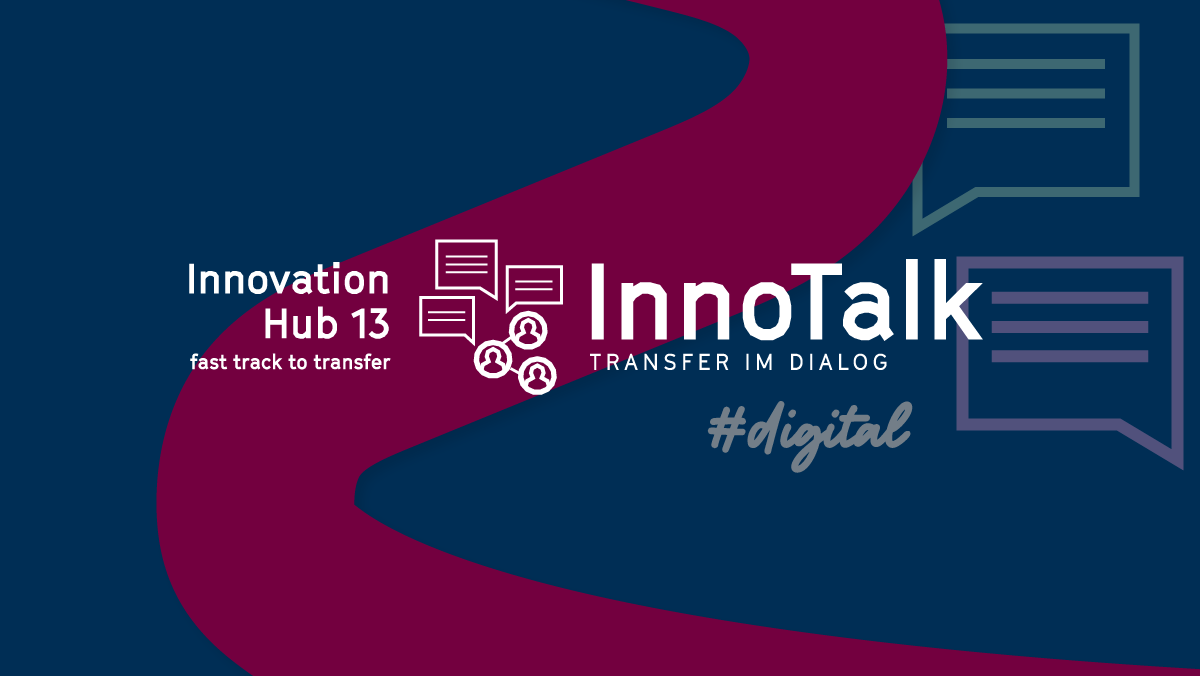 Innovation
Hub 13
fast track to transfer
InnoTalk
TRANSFER IM DIALOG
#digital